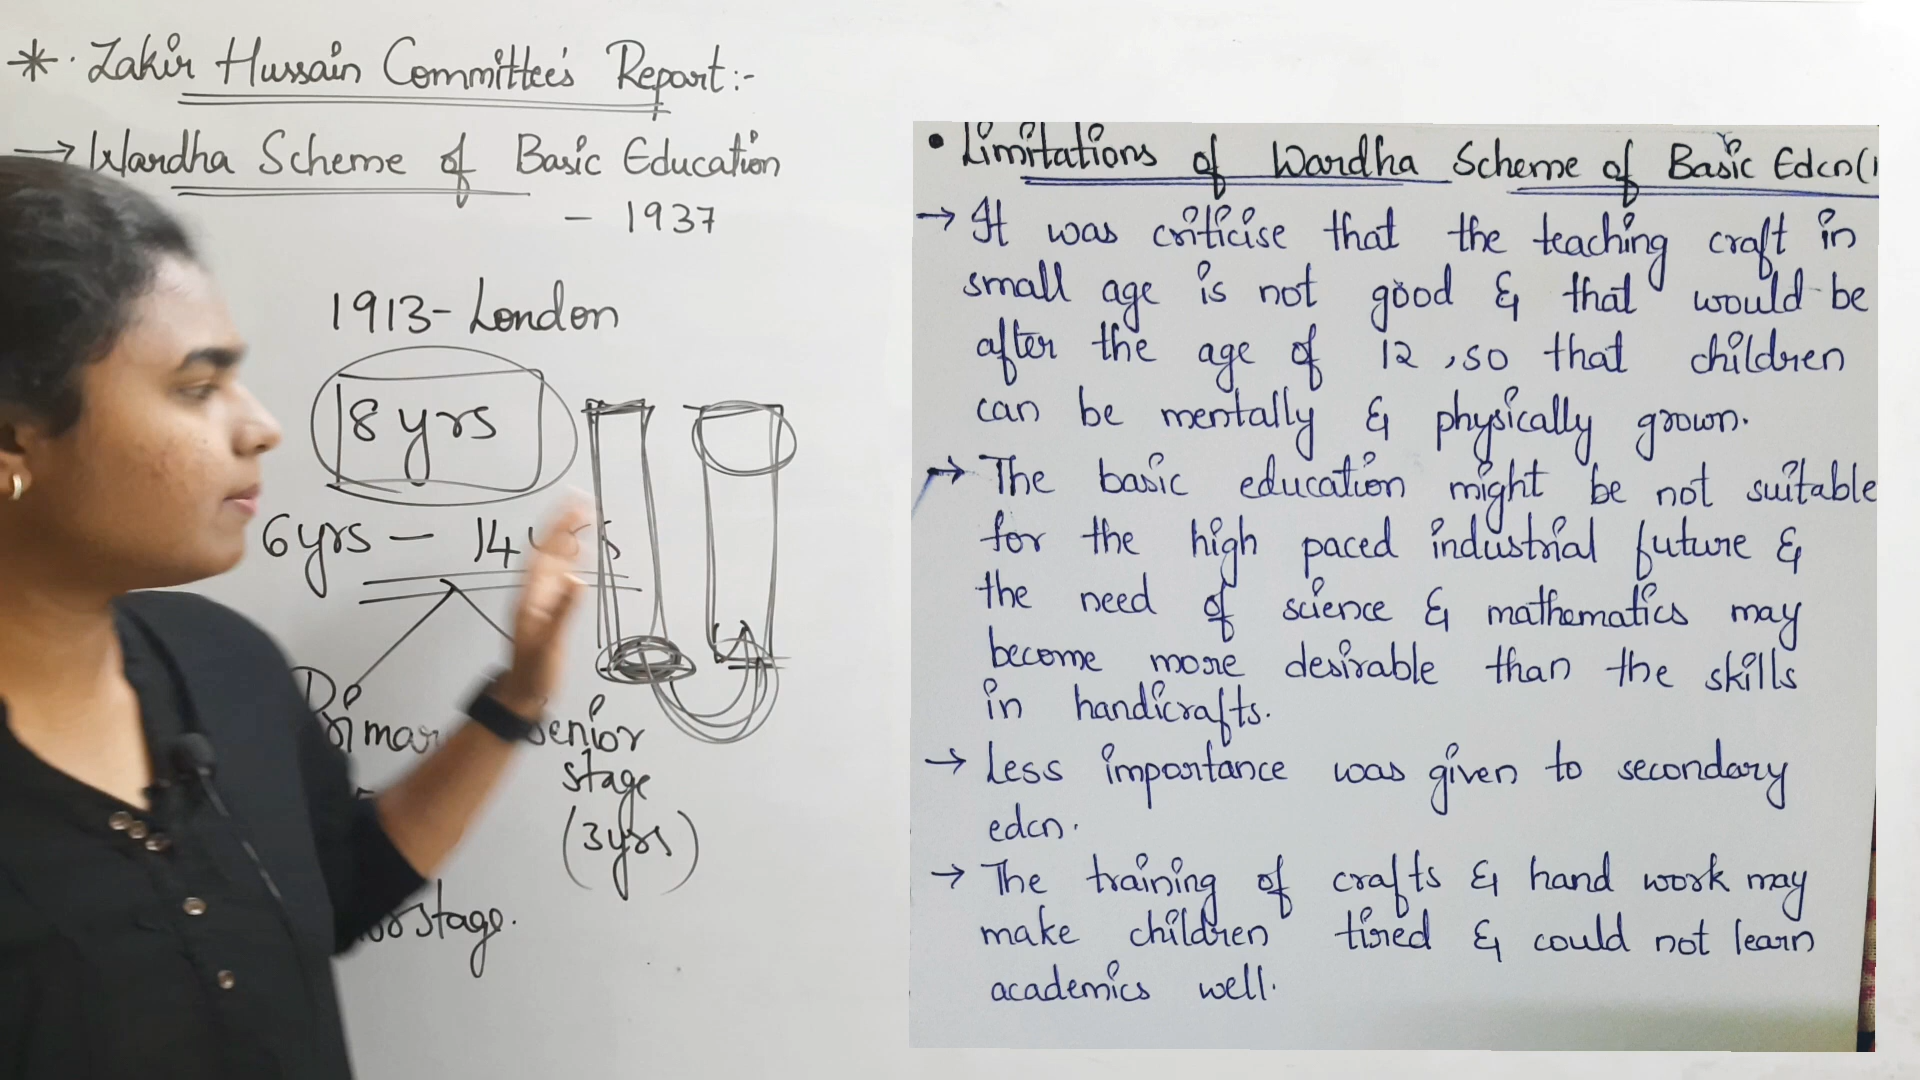 * . Zakir Hussain Committee's Report:-
→ Wardha Scheme of Basic Education
- 1937
1913- London
8 yrs
6yrs - 14 yrs
Senior
stage
(3yrs)
stage.
• Limitations of Wardha Scheme of Basic Edcn(
→ It was criticise that the teaching craft in
small age is not good & that would be
after the age of 12, so that children
can be mentally & physically grown.
→ The basic education might be not suitable
for the high paced industrial future &
the need of science & mathematics may
become more desirable than the skills
in handicrafts.
→ Less importance was given to secondary
edcn.
→ The training of crafts & hand work may
make children tired & could not learn
academics well.